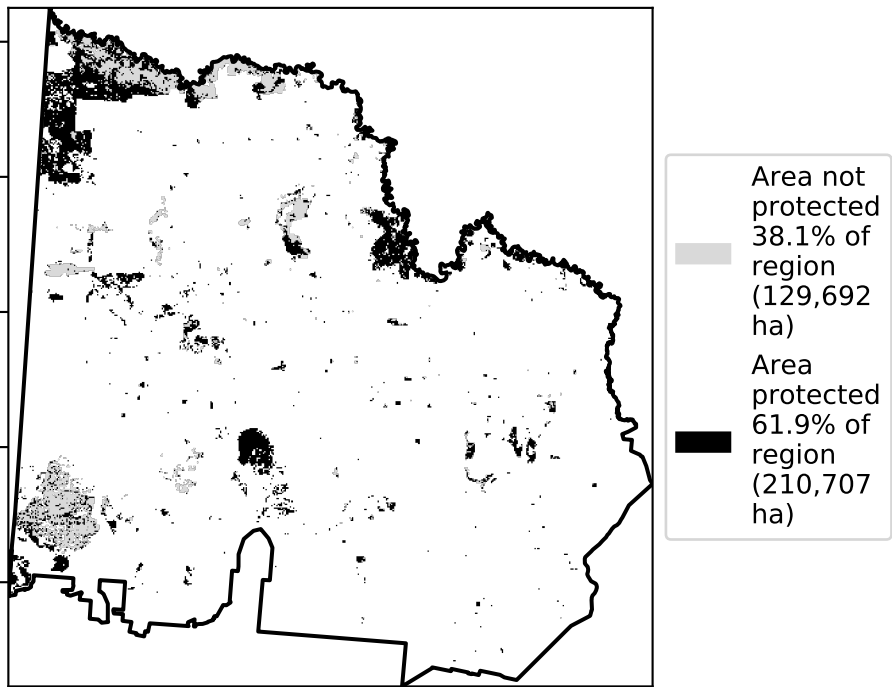 Area not
protected
38.1% of
region
(129,692
ha)
Area
protected
61.9% of
region
(210,707
ha)